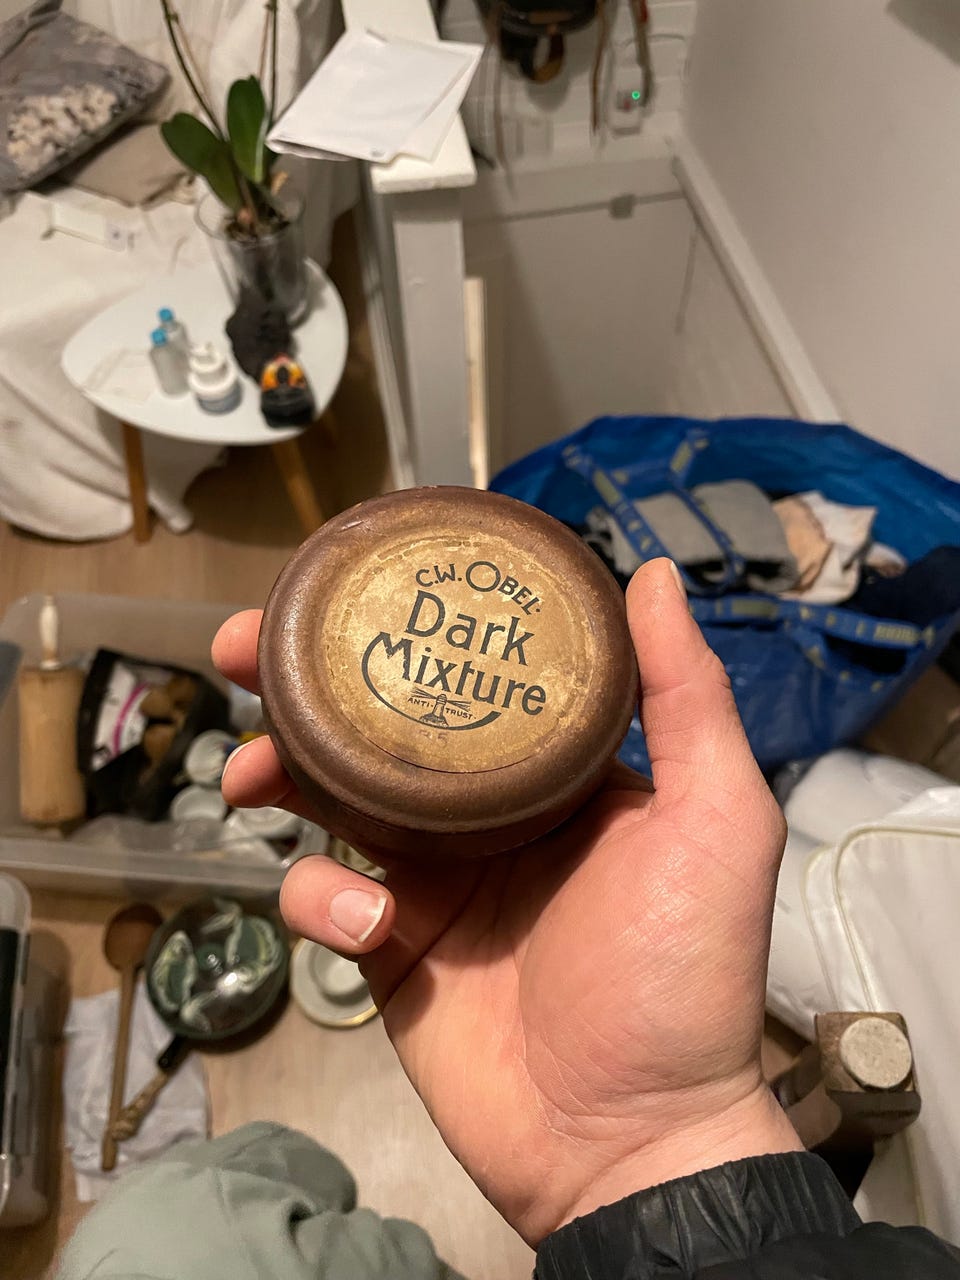 C.W. OBEL
Dark
Mixture
ANTI-TRUST